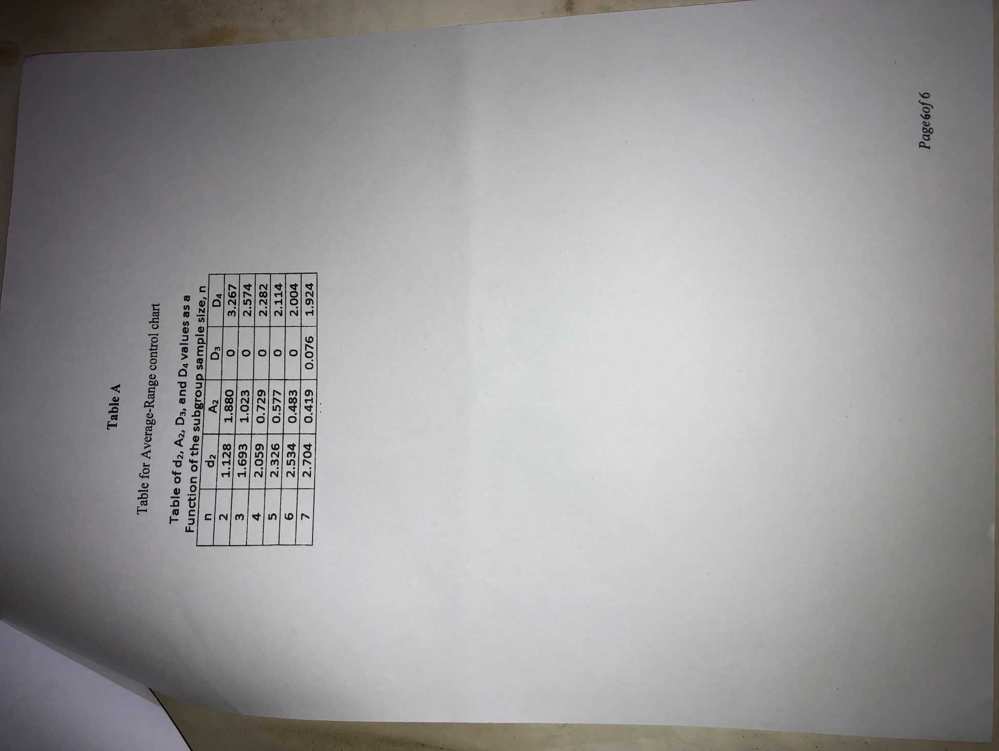 Table A
Table for Average-Range control chart
Table of d2, A2, D3, and D4 values as a
Function of the subgroup sample size, n
n d2 A2 D3 D4
2 1.128 1.880 0 3.267
3 1.693 1.023 0 2.574
4 2.059 0.729 0 2.282
5 2.326 0.577 0 2.114
6 2.534 0.483 0 2.004
7 2.704 0.419 0.076 1.924
Page6of 6